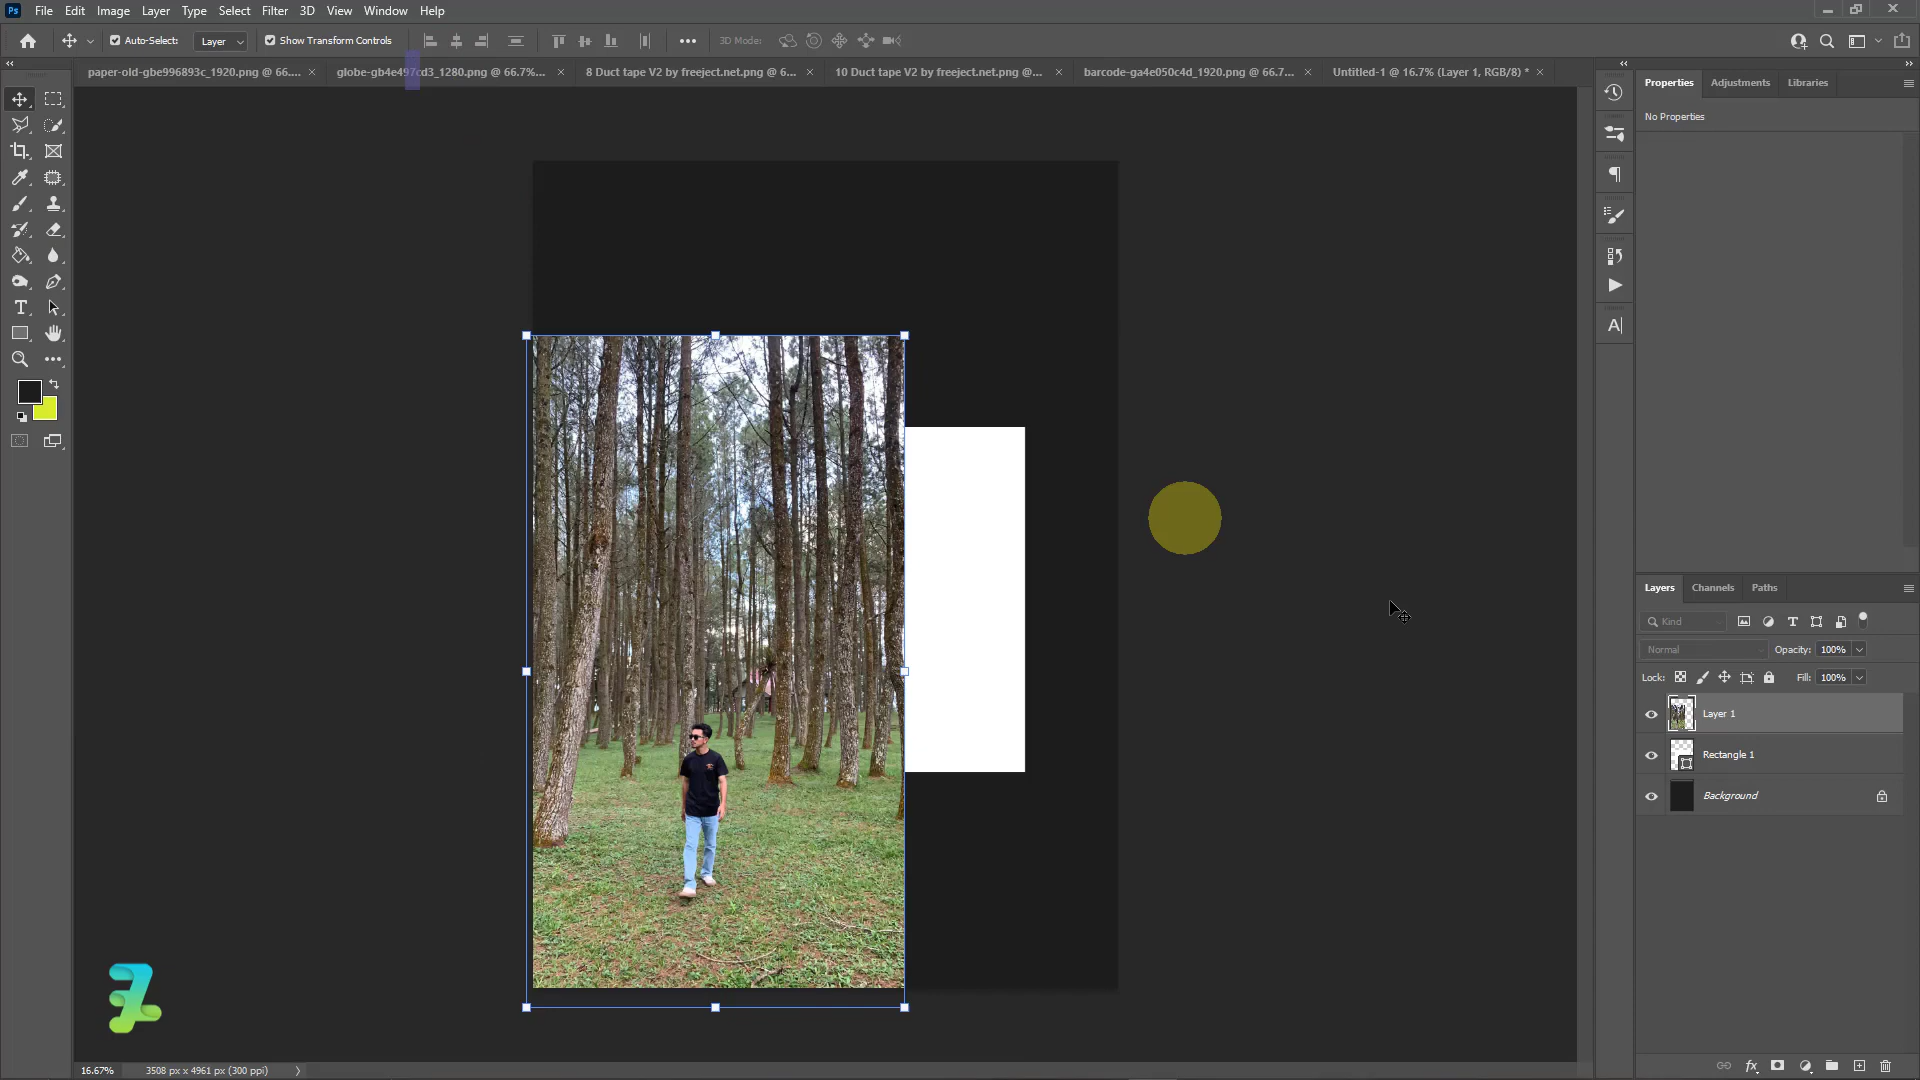 Ps File Edit Image Layer Type Select Filter 3D View Window Help
Auto-Select: Layer Show Transform Controls 3D Mode:
paper-old-gbe996893c_1920.png @ 66.... × globe-gb4e497cd3_1280.png @ 66.7%... × 8 Duct tape V2 by freeject.net.png @ 6... × 10 Duct tape V2 by freeject.net.png @... × barcode-ga4e050c4d_1920.png @ 66.7... × Untitled-1 @ 16.7% (Layer 1, RGB/8) * ×
Properties Adjustments Libraries
No Properties
Layers Channels Paths
Kind
Normal Opacity: 100%
Lock: Fill: 100%
Layer 1
Rectangle 1
Background
16.67% 3508 px x 4961 px (300 ppi)